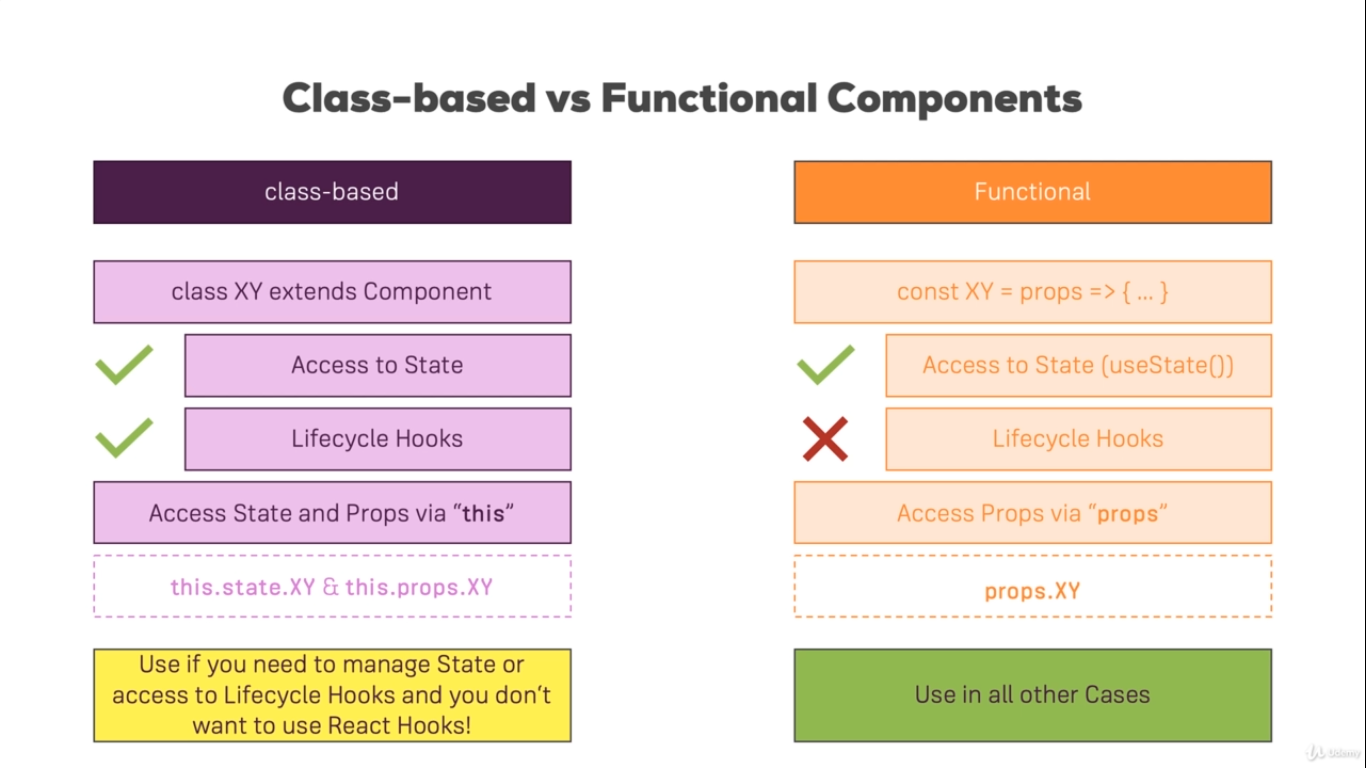 Class-based vs Functional Components
class-based
Functional
class XY extends Component
const XY = props => { ... }
Access to State
Access to State (useState())
Lifecycle Hooks
Lifecycle Hooks
Access State and Props via “this”
Access Props via “props”
this.state.XY & this.props.XY
props.XY
Use if you need to manage State or
access to Lifecycle Hooks and you don’t
want to use React Hooks!
Use in all other Cases
Udemy